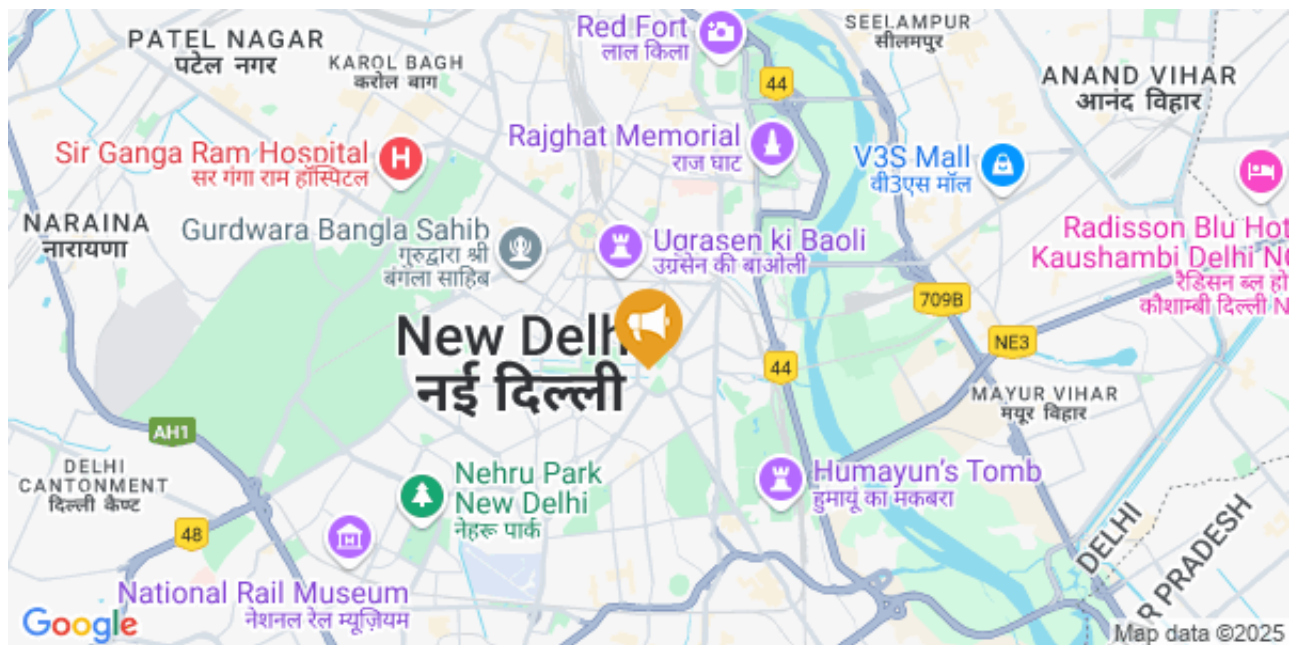 Red Fort
लाल किला
SEELAMPUR
सीलमपुर
PATEL NAGAR
पटेल नगर
KAROL BAGH
करोल बाग
44
ANAND VIHAR
आनंद विहार
Rajghat Memorial
राज घाट
Sir Ganga Ram Hospital
सर गंगा राम हॉस्पिटल
H
V3S Mall
वी3एस मॉल
NARAINA
नारायणा
Gurdwara Bangla Sahib
गुरुद्वारा श्री
बंगला साहिब
Ugrasen ki Baoli
उग्रसेन की बाओली
Radisson Blu Hot
Kaushambi Delhi NC
रैडिसन ब्ल हो
कौशाम्बी दिल्ली N
709B
New Delh
नई दिल्ली
NE3
44
MAYUR VIHAR
मयूर विहार
AH1
DELHI
CANTONMENT
दिल्ली कैण्ट
Nehru Park
New Delhi
नेहरू पार्क
Humayun's Tomb
हुमायूं का मकबरा
48
National Rail Museum
नेशनल रेल म्यूज़ियम
DELHI
R PRADESH
Google
Map data ©2025